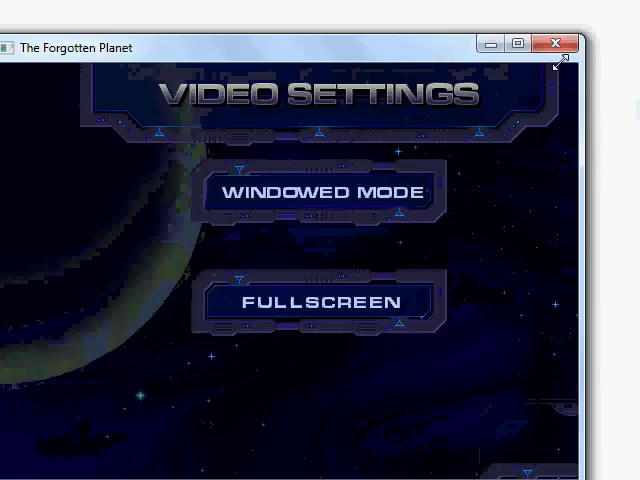 The Forgotten Planet
VIDEO SETTINGS
WINDOWED MODE
FULLSCREEN